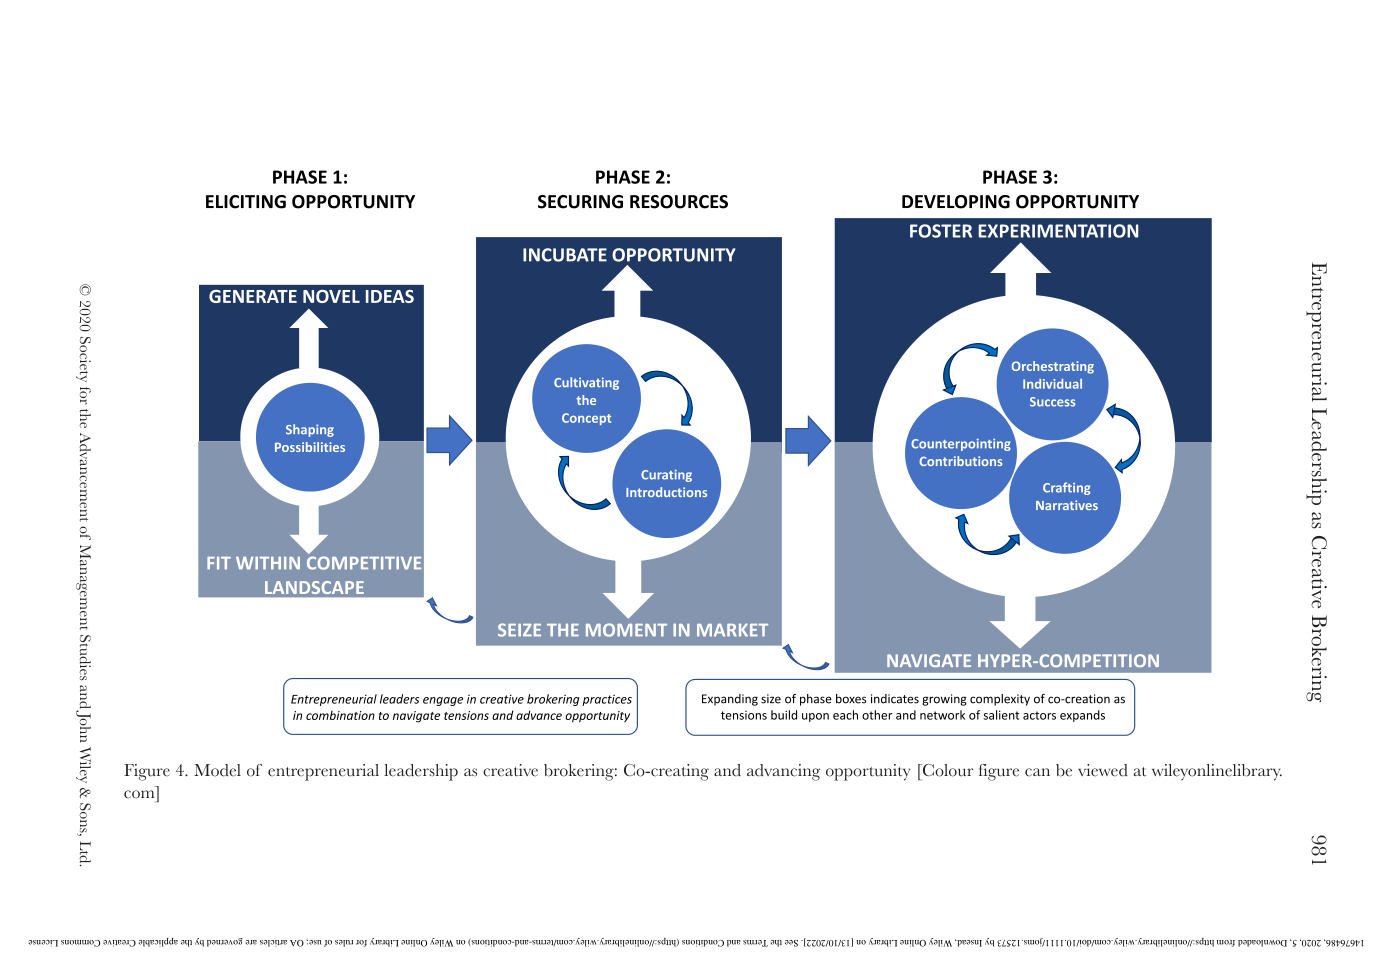 PHASE 1:
ELICITING OPPORTUNITY
PHASE 2:
SECURING RESOURCES
PHASE 3:
DEVELOPING OPPORTUNITY
GENERATE NOVEL IDEAS
Shaping
Possibilities
FIT WITHIN COMPETITIVE
LANDSCAPE
INCUBATE OPPORTUNITY
Cultivating
the
Concept
Curating
Introductions
SEIZE THE MOMENT IN MARKET
FOSTER EXPERIMENTATION
Orchestrating
Individual
Success
Counterpointing
Contributions
Crafting
Narratives
NAVIGATE HYPER-COMPETITION
Entrepreneurial leaders engage in creative brokering practices
in combination to navigate tensions and advance opportunity
Expanding size of phase boxes indicates growing complexity of co-creation as
tensions build upon each other and network of salient actors expands
Figure 4. Model of entrepreneurial leadership as creative brokering: Co-creating and advancing opportunity [Colour figure can be viewed at wileyonlinelibrary.
com]
Entrepreneurial Leadership as Creative Brokering 981
© 2020 Society for the Advancement of Management Studies and John Wiley & Sons, Ltd.
14676486, 2020, 5, Downloaded from https://onlinelibrary.wiley.com/doi/10.1111/joms.12573 by Insead, Wiley Online Library on [13/10/2022]. See the Terms and Conditions (https://onlinelibrary.wiley.com/terms-and-conditions) on Wiley Online Library for rules of use; OA articles are governed by the applicable Creative Commons License